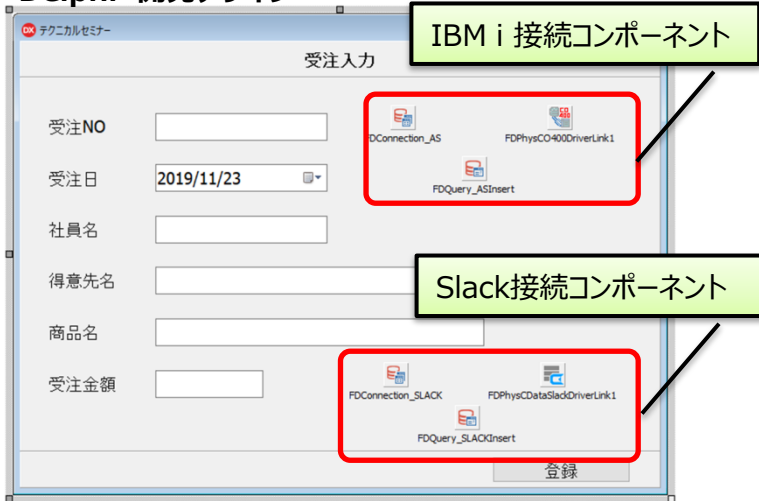 テクニカルセミナー
IBM i 接続コンポーネント
受注入力
受注NO
FDConnection_AS
FDPhysCO400DriverLink1
受注日
2019/11/23
FDQuery_ASInsert
社員名
得意先名
Slack接続コンポーネント
商品名
受注金額
FDConnection_SLACK
FDPhysCDataSlackDriverLink1
FDQuery_SLACKInsert
登録